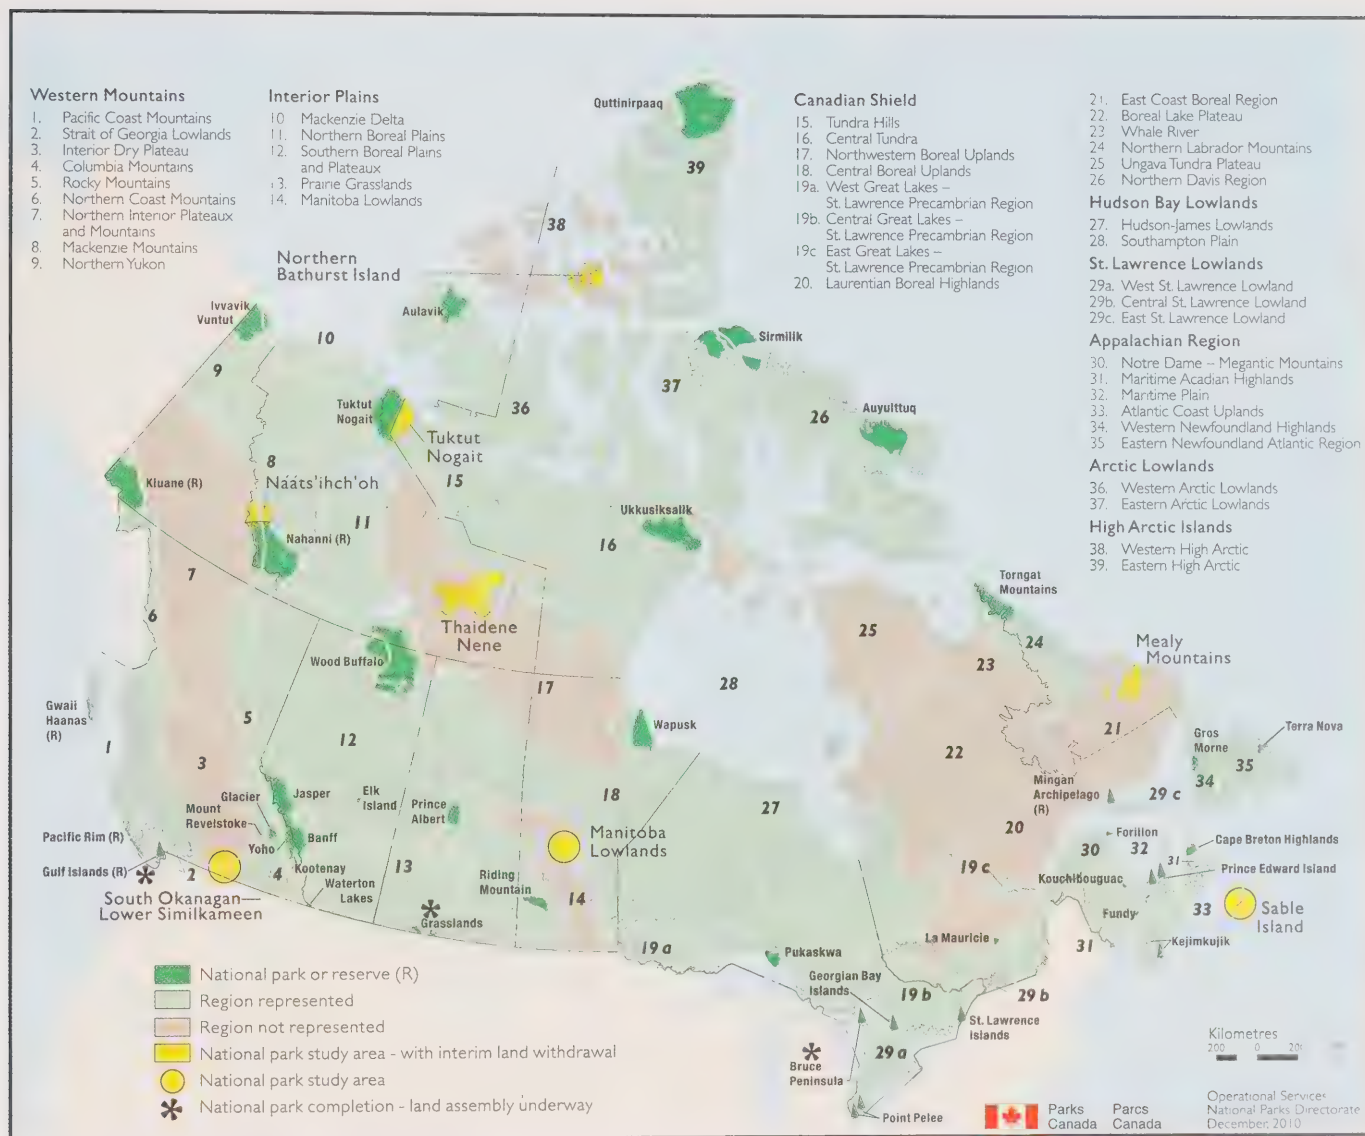 Western Mountains
1. Pacific Coast Mountains
2. Strait of Georgia Lowlands
3. Interior Dry Plateau
4. Columbia Mountains
5. Rocky Mountains
6. Northern Coast Mountains
7. Northern Interior Plateaux
and Mountains
8. Mackenzie Mountains
9. Northern Yukon
Interior Plains
10 Mackenzie Delta
11. Northern Boreal Plains
12. Southern Boreal Plains
and Plateaux
13. Prairie Grasslands
14. Manitoba Lowlands
Canadian Shield
15. Tundra Hills
16. Central Tundra
17. Northwestern Boreal Uplands
18. Central Boreal Uplands
19a. West Great Lakes –
St. Lawrence Precambrian Region
19b. Central Great Lakes –
St. Lawrence Precambrian Region
19c East Great Lakes –
St. Lawrence Precambrian Region
20. Laurentian Boreal Highlands
21. East Coast Boreal Region
22. Boreal Lake Plateau
23 Whale River
24 Northern Labrador Mountains
25 Ungava Tundra Plateau
26 Northern Davis Region
Hudson Bay Lowlands
27. Hudson-James Lowlands
28. Southampton Plain
St. Lawrence Lowlands
29a. West St. Lawrence Lowland
29b. Central St. Lawrence Lowland
29c. East St. Lawrence Lowland
Appalachian Region
30. Notre Dame – Megantic Mountains
31. Maritime Acadian Highlands
32. Maritime Plain
33. Atlantic Coast Uplands
34. Western Newfoundland Highlands
35 Eastern Newfoundland Atlantic Region
Arctic Lowlands
36. Western Arctic Lowlands
37. Eastern Arctic Lowlands
High Arctic Islands
38. Western High Arctic
39. Eastern High Arctic
Quttinirpaaq
39
38
Northern
Bathurst Island
Ivvavik
Vuntut
Aulavik
10
Sirmilik
9
37
36
Tuktut
Nogait
Tuktut
Nogait
26
Auyuittuq
8
Kluane (R)
Nááts'ihch'oh
15
11
Ukkusiksalik
16
Nahanni (R)
7
6
Torngat
Mountains
Thaidene
Nene
25
24
23
Mealy
Mountains
Wood Buffalo
17
28
Gwaii
Haanas
(R)
1
5
12
Wapusk
21
22
Gros
Morne
Terra Nova
34
35
3
Jasper
Elk
Island
Prince
Albert
18
27
Mingan
Archipelago
(R)
29 c
Glacier
Mount
Revelstoke
Banff
Yoho
Manitoba
Lowlands
20
Forillon
30
32
31
Cape Breton Highlands
Pacific Rim (R)
Gulf Islands (R)
2
4
Kootenay
Waterton
Lakes
13
Riding
Mountain
14
19 c
Kouchibouguac
Prince Edward Island
South Okanagan—
Lower Similkameen
Grasslands
Fundy
33
Sable
Island
19 a
Pukaskwa
La Mauricie
31
Kejimkujik
Georgian Bay
Islands
19 b
29 b
St. Lawrence
Islands
29 a
Bruce
Peninsula
Point Pelee
National park or reserve (R)
Region represented
Region not represented
National park study area - with interim land withdrawal
National park study area
National park completion - land assembly underway
Kilometres
200 0
Parks
Canada
Parcs
Canada
Operational Services
National Parks Directorate
December, 2010